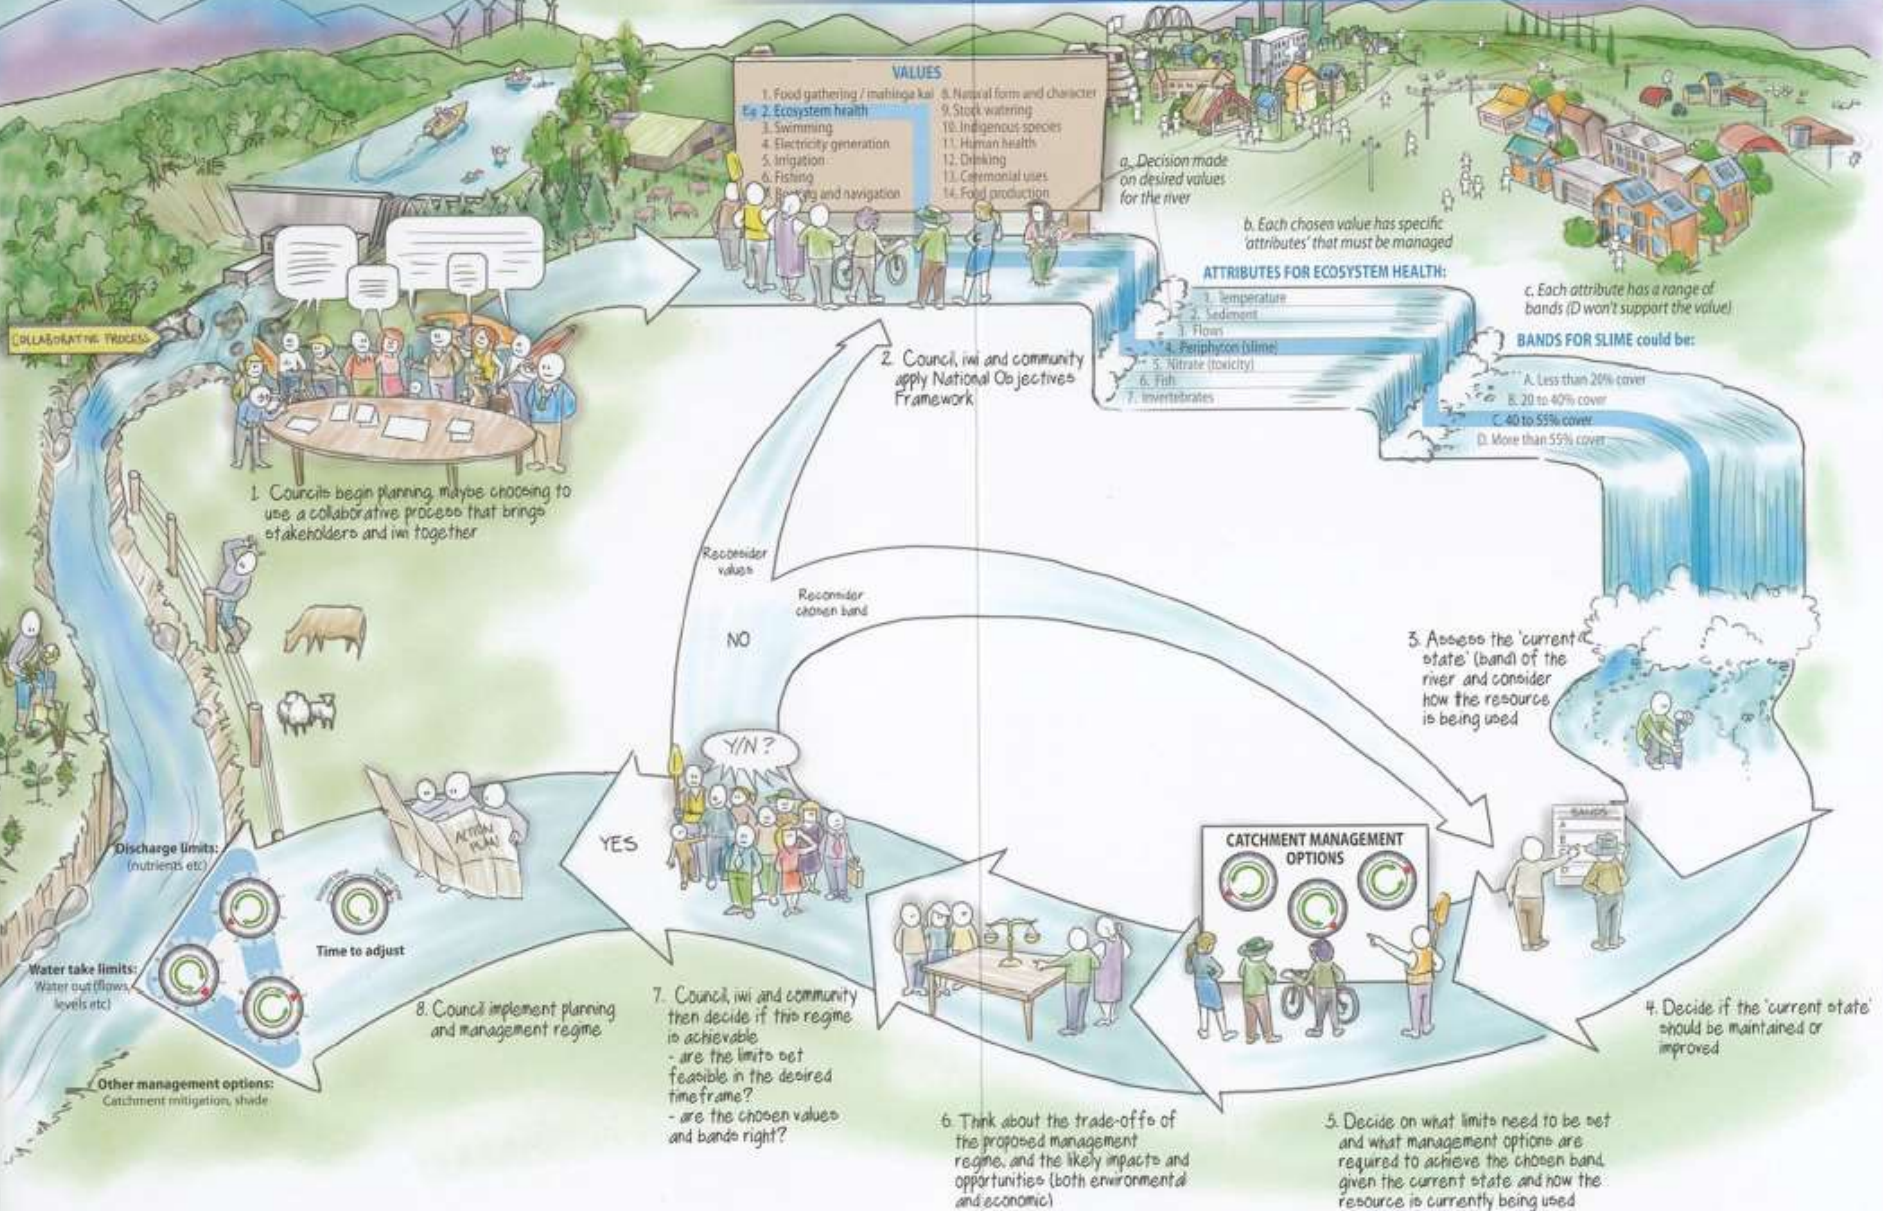 VALUES
1. Food gathering / mahinga kai
Eg 2. Ecosystem health
3. Swimming
4. Electricity generation
5. Irrigation
6. Fishing
and navigation
8. Natural form and character
9. Stock watering
10. Indigenous species
11. Human health
12. Drinking
13. Ceremonial uses
14. Food production
a. Decision made
on desired values
for the river
b. Each chosen value has specific
'attributes' that must be managed
ATTRIBUTES FOR ECOSYSTEM HEALTH:
1. Temperature
2. Sediment
3. Flows
4. Periphyton (slime)
5. Nitrate (toxicity)
6. Fish
7. Invertebrates
c. Each attribute has a range of
bands (D won't support the value)
BANDS FOR SLIME could be:
A. Less than 20% cover
B. 20 to 40% cover
C. 40 to 55% cover
D. More than 55% cover
COLLABORATIVE PROCESS
1. Councils begin planning, maybe choosing to
use a collaborative process that brings
stakeholders and iwi together
2. Council, iwi and community
apply National Objectives
Framework
Reconsider
values
Reconsider
chosen band
NO
3. Assess the 'current
state' (band) of the
river and consider
how the resource
is being used
BANDS
4. Decide if the 'current state'
should be maintained or
improved
CATCHMENT MANAGEMENT
OPTIONS
5. Decide on what limits need to be set
and what management options are
required to achieve the chosen band,
given the current state and how the
resource is currently being used
6. Think about the trade-offs of
the proposed management
regime, and the likely impacts and
opportunities (both environmental
and economic)
Y/N?
YES
7. Council, iwi and community
then decide if this regime
is achievable
- are the limits set
feasible in the desired
timeframe?
- are the chosen values
and bands right?
ACTION
PLAN!
8. Council implement planning
and management regime
Time to adjust
Discharge limits:
(nutrients etc)
Water take limits:
Water out (flows,
levels etc)
Other management options:
Catchment mitigation, shade